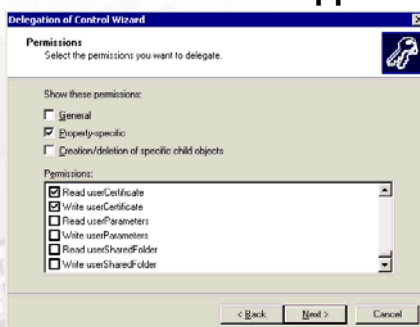 Delegation of Control Wizard
Permissions
Select the permissions you want to delegate.
Show these permissions:
General
Property-specific
Creation/deletion of specific child objects
Permissions:
Read userCertificate
Write userCertificate
Read userParameters
Write userParameters
Read userSharedFolder
Write userSharedFolder
< Back
Next >
Cancel